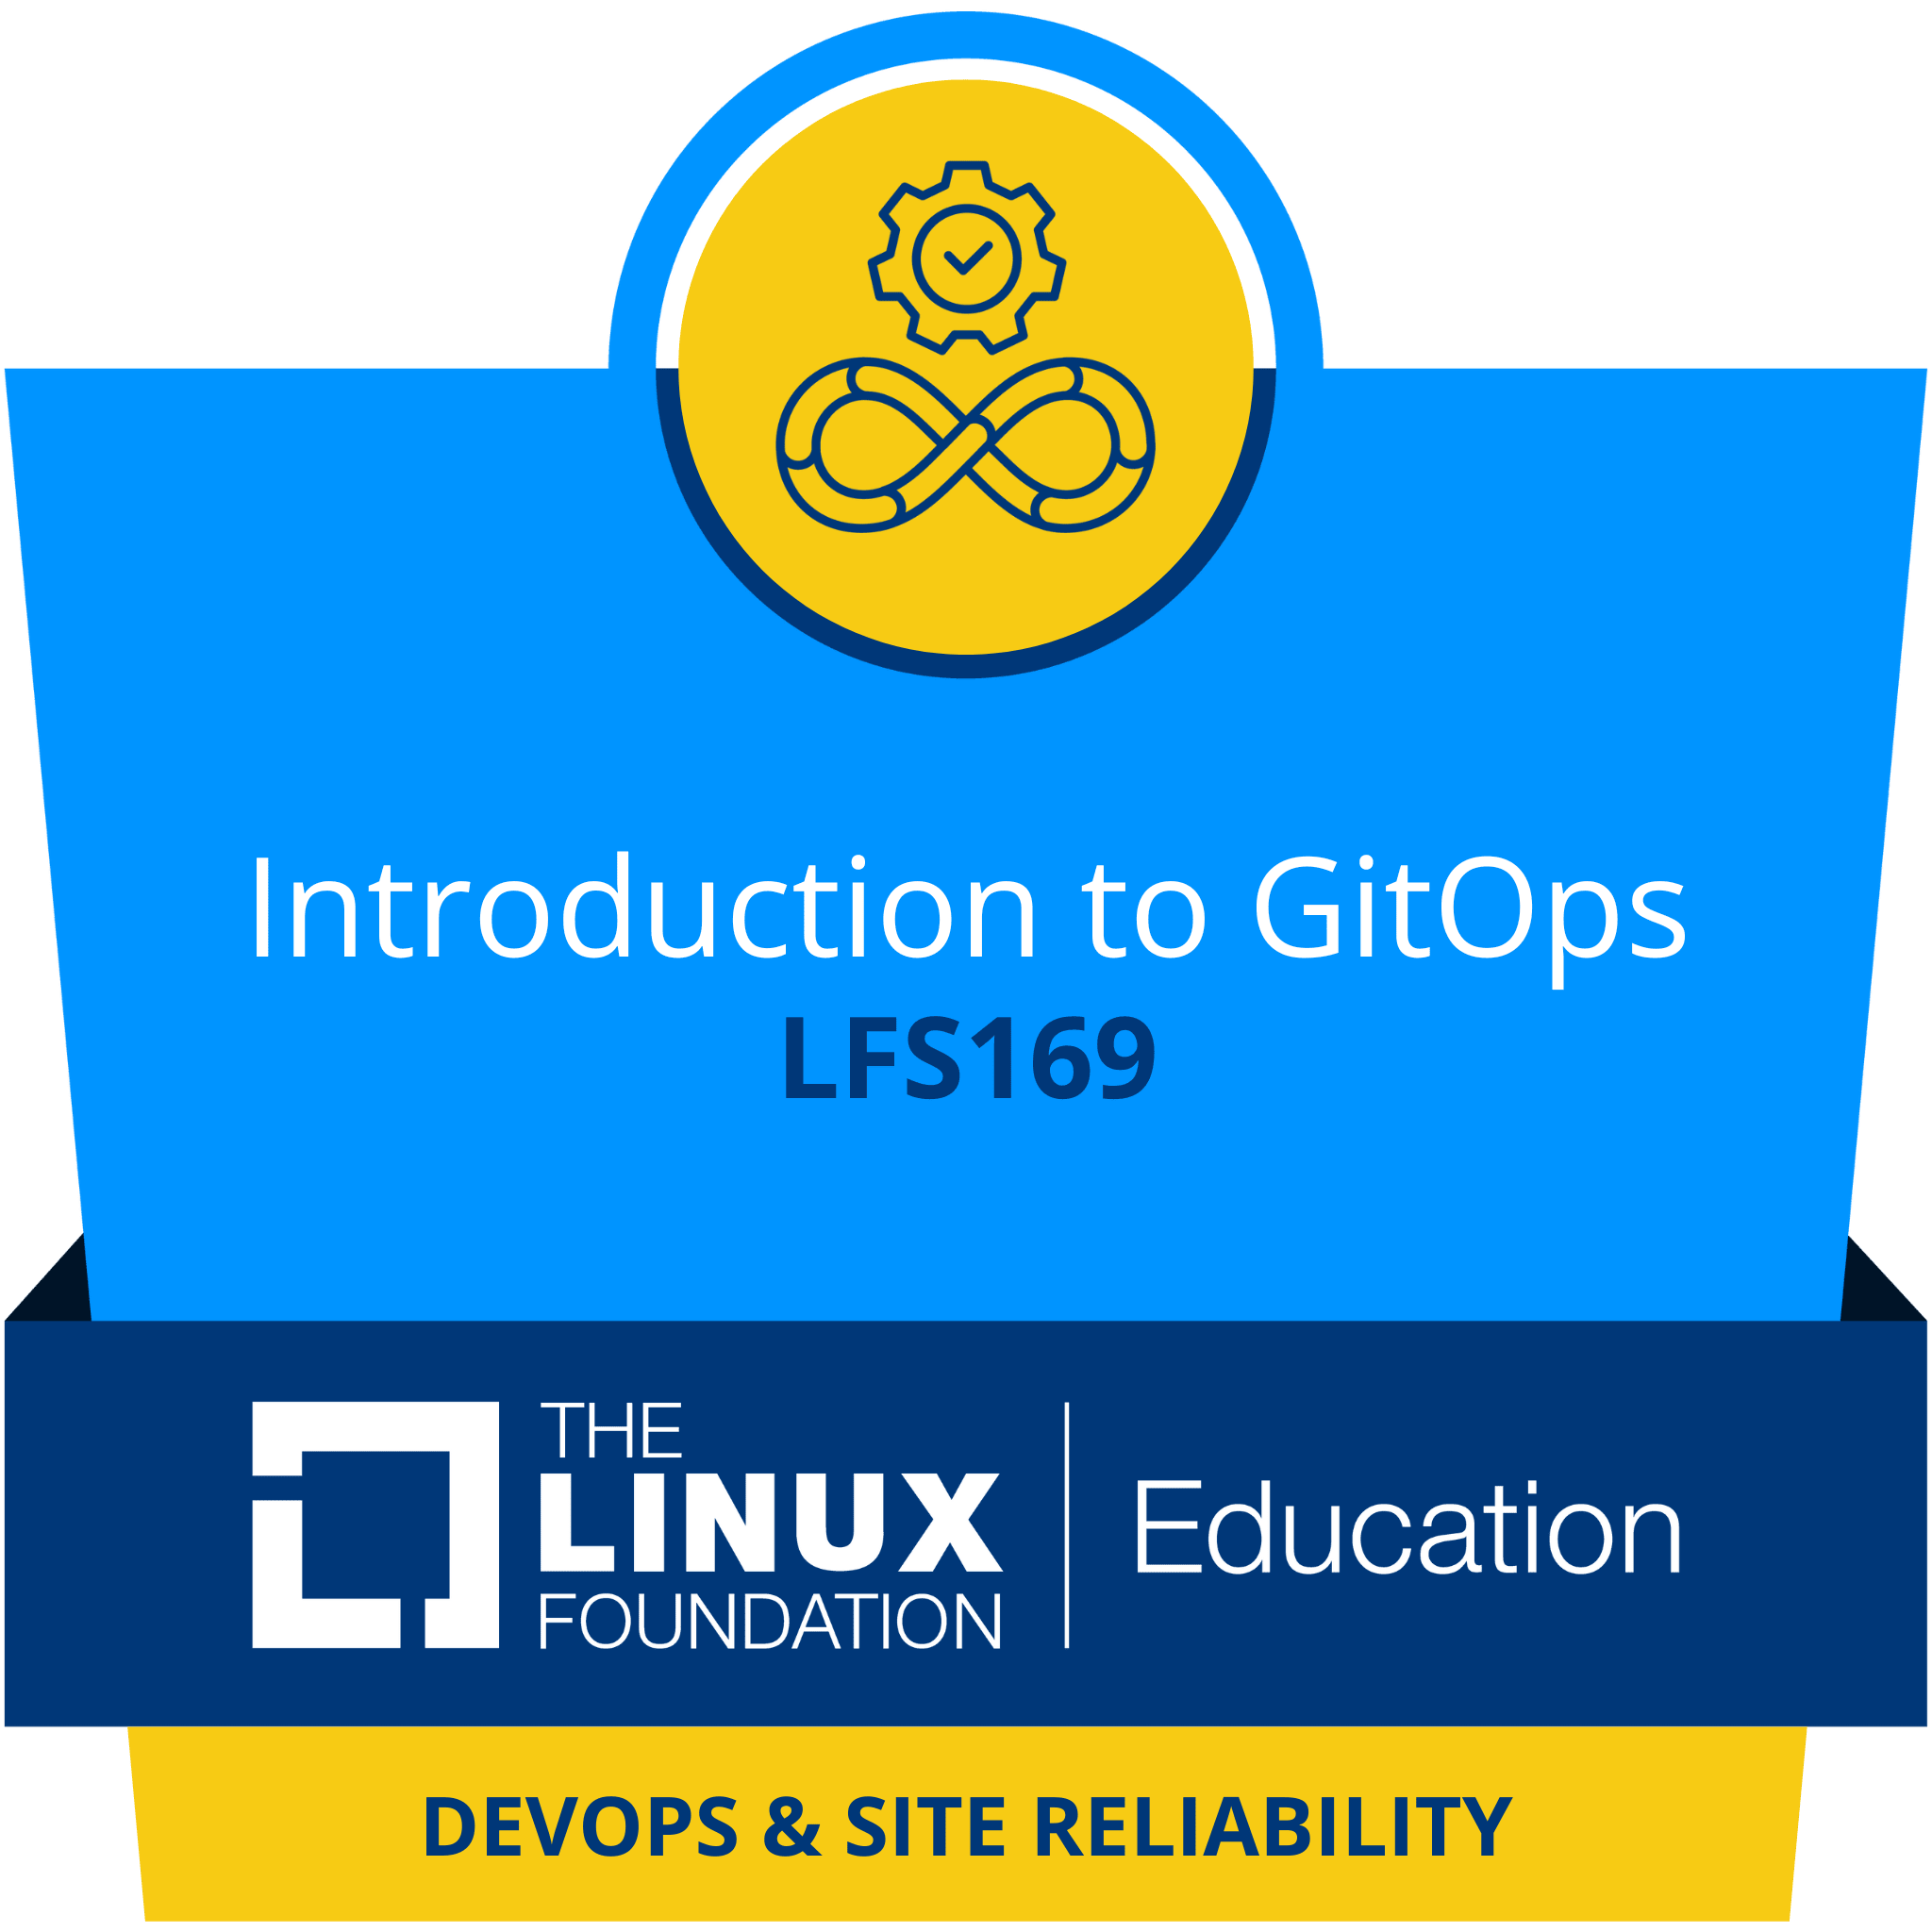 Introduction to GitOps
LFS169
THE
LINUX
FOUNDATION
Education
DEVOPS & SITE RELIABILITY